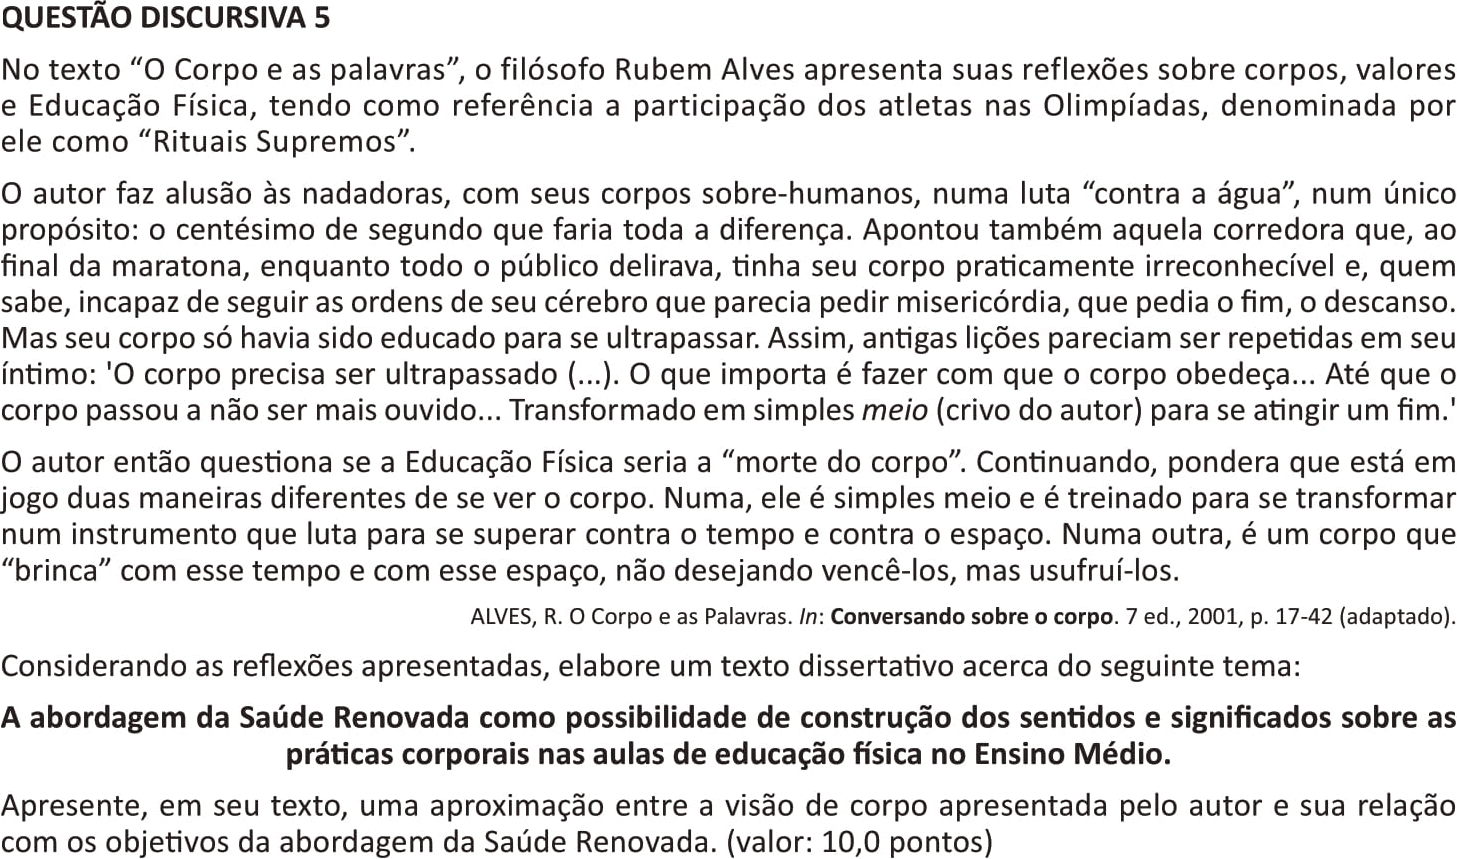 QUESTÃO DISCURSIVA 5
No texto “O Corpo e as palavras”, o filósofo Rubem Alves apresenta suas reflexões sobre corpos, valores
e Educação Física, tendo como referência a participação dos atletas nas Olimpíadas, denominada por
ele como “Rituais Supremos”.
O autor faz alusão às nadadoras, com seus corpos sobre-humanos, numa luta “contra a água”, num único
propósito: o centésimo de segundo que faria toda a diferença. Apontou também aquela corredora que, ao
final da maratona, enquanto todo o público delirava, tinha seu corpo praticamente irreconhecível e, quem
sabe, incapaz de seguir as ordens de seu cérebro que parecia pedir misericórdia, que pedia o fim, o descanso.
Mas seu corpo só havia sido educado para se ultrapassar. Assim, antigas lições pareciam ser repetidas em seu
íntimo: 'O corpo precisa ser ultrapassado (...). O que importa é fazer com que o corpo obedeça... Até que o
corpo passou a não ser mais ouvido... Transformado em simples meio (crivo do autor) para se atingir um fim.'
O autor então questiona se a Educação Física seria a “morte do corpo”. Continuando, pondera que está em
jogo duas maneiras diferentes de se ver o corpo. Numa, ele é simples meio e é treinado para se transformar
num instrumento que luta para se superar contra o tempo e contra o espaço. Numa outra, é um corpo que
“brinca” com esse tempo e com esse espaço, não desejando vencê-los, mas usufruí-los.
ALVES, R. O Corpo e as Palavras. In: Conversando sobre o corpo. 7 ed., 2001, p. 17-42 (adaptado).
Considerando as reflexões apresentadas, elabore um texto dissertativo acerca do seguinte tema:
A abordagem da Saúde Renovada como possibilidade de construção dos sentidos e significados sobre as
práticas corporais nas aulas de educação física no Ensino Médio.
Apresente, em seu texto, uma aproximação entre a visão de corpo apresentada pelo autor e sua relação
com os objetivos da abordagem da Saúde Renovada. (valor: 10,0 pontos)